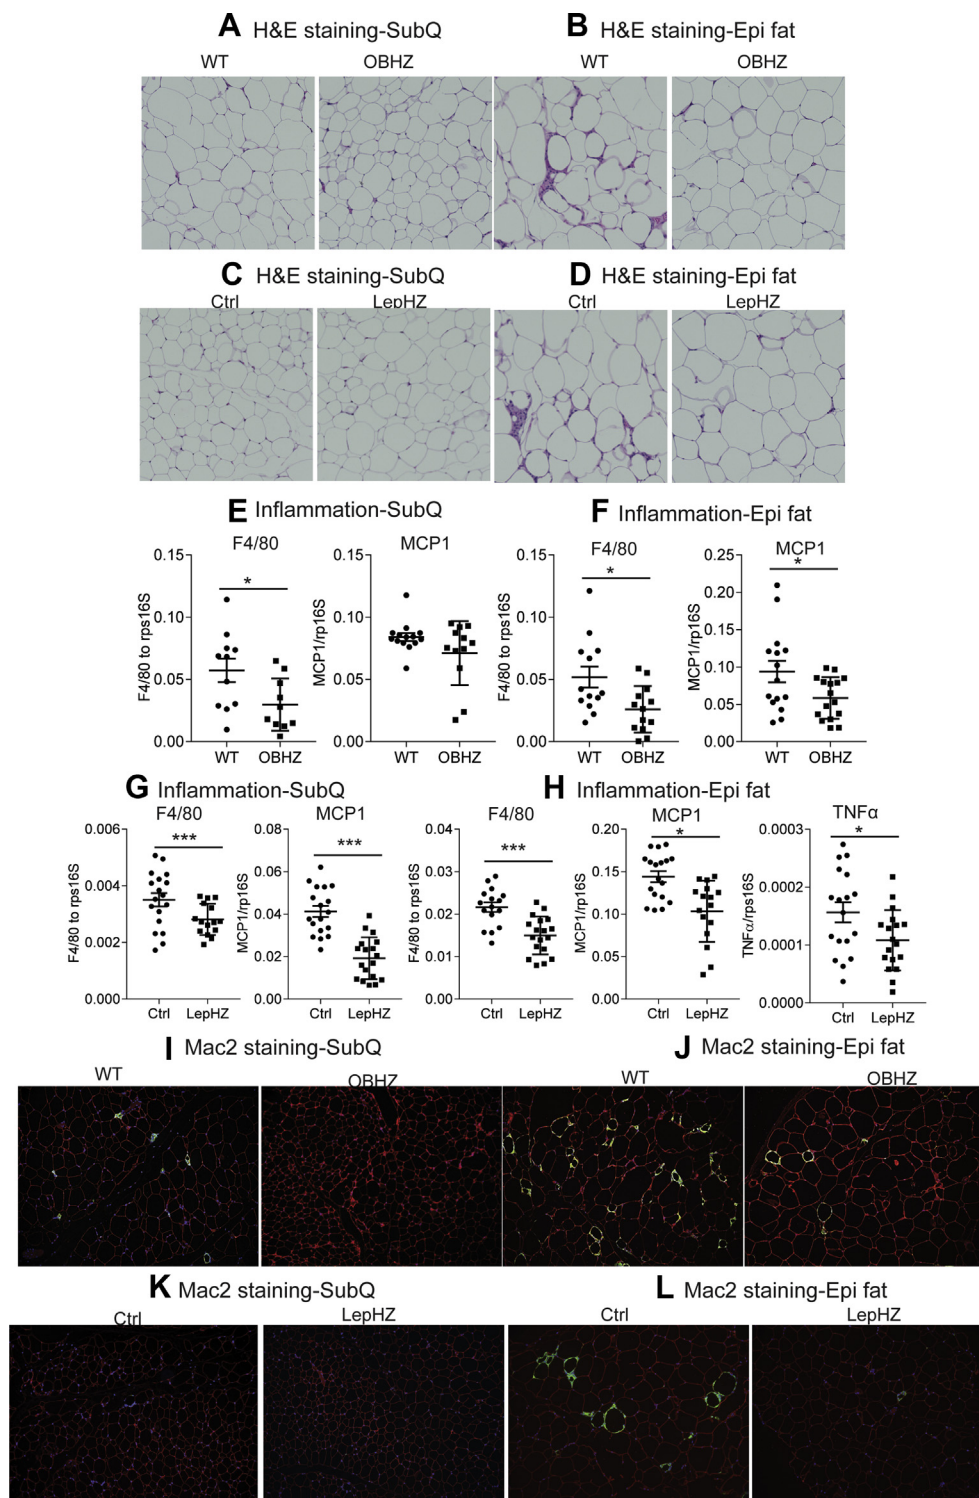 A H&E staining-SubQ
B H&E staining-Epi fat
WT OBHZ WT OBHZ
C H&E staining-SubQ
D H&E staining-Epi fat
Ctrl LepHZ Ctrl LepHZ
E Inflammation-SubQ
F Inflammation-Epi fat
F4/80
F4/80 to rps16S
0.15
0.10
0.05
0.00
*
WT OBHZ
MCP1
MCP1/rp16S
0.15
0.10
0.05
0.00
WT OBHZ
F4/80
F4/80 to rps16S
0.15
0.10
0.05
0.00
*
WT OBHZ
MCP1
MCP1/rp16S
0.25
0.20
0.15
0.10
0.05
0.00
*
WT OBHZ
G Inflammation-SubQ
H Inflammation-Epi fat
F4/80
F4/80 to rps16S
0.006
0.004
0.002
0.000
***
Ctrl LepHZ
MCP1
MCP1/rp16S
0.08
0.06
0.04
0.02
0.00
***
Ctrl LepHZ
F4/80
F4/80 to rps16S
0.04
0.03
0.02
0.01
0.00
***
Ctrl LepHZ
MCP1
MCP1/rp16S
0.20
0.15
0.10
0.05
0.00
*
Ctrl LepHZ
TNFα
TNFα/rps16S
0.0003
0.0002
0.0001
0.0000
*
Ctrl LepHZ
I Mac2 staining-SubQ
J Mac2 staining-Epi fat
WT OBHZ WT OBHZ
K Mac2 staining-SubQ
L Mac2 staining-Epi fat
Ctrl LepHZ Ctrl LepHZ